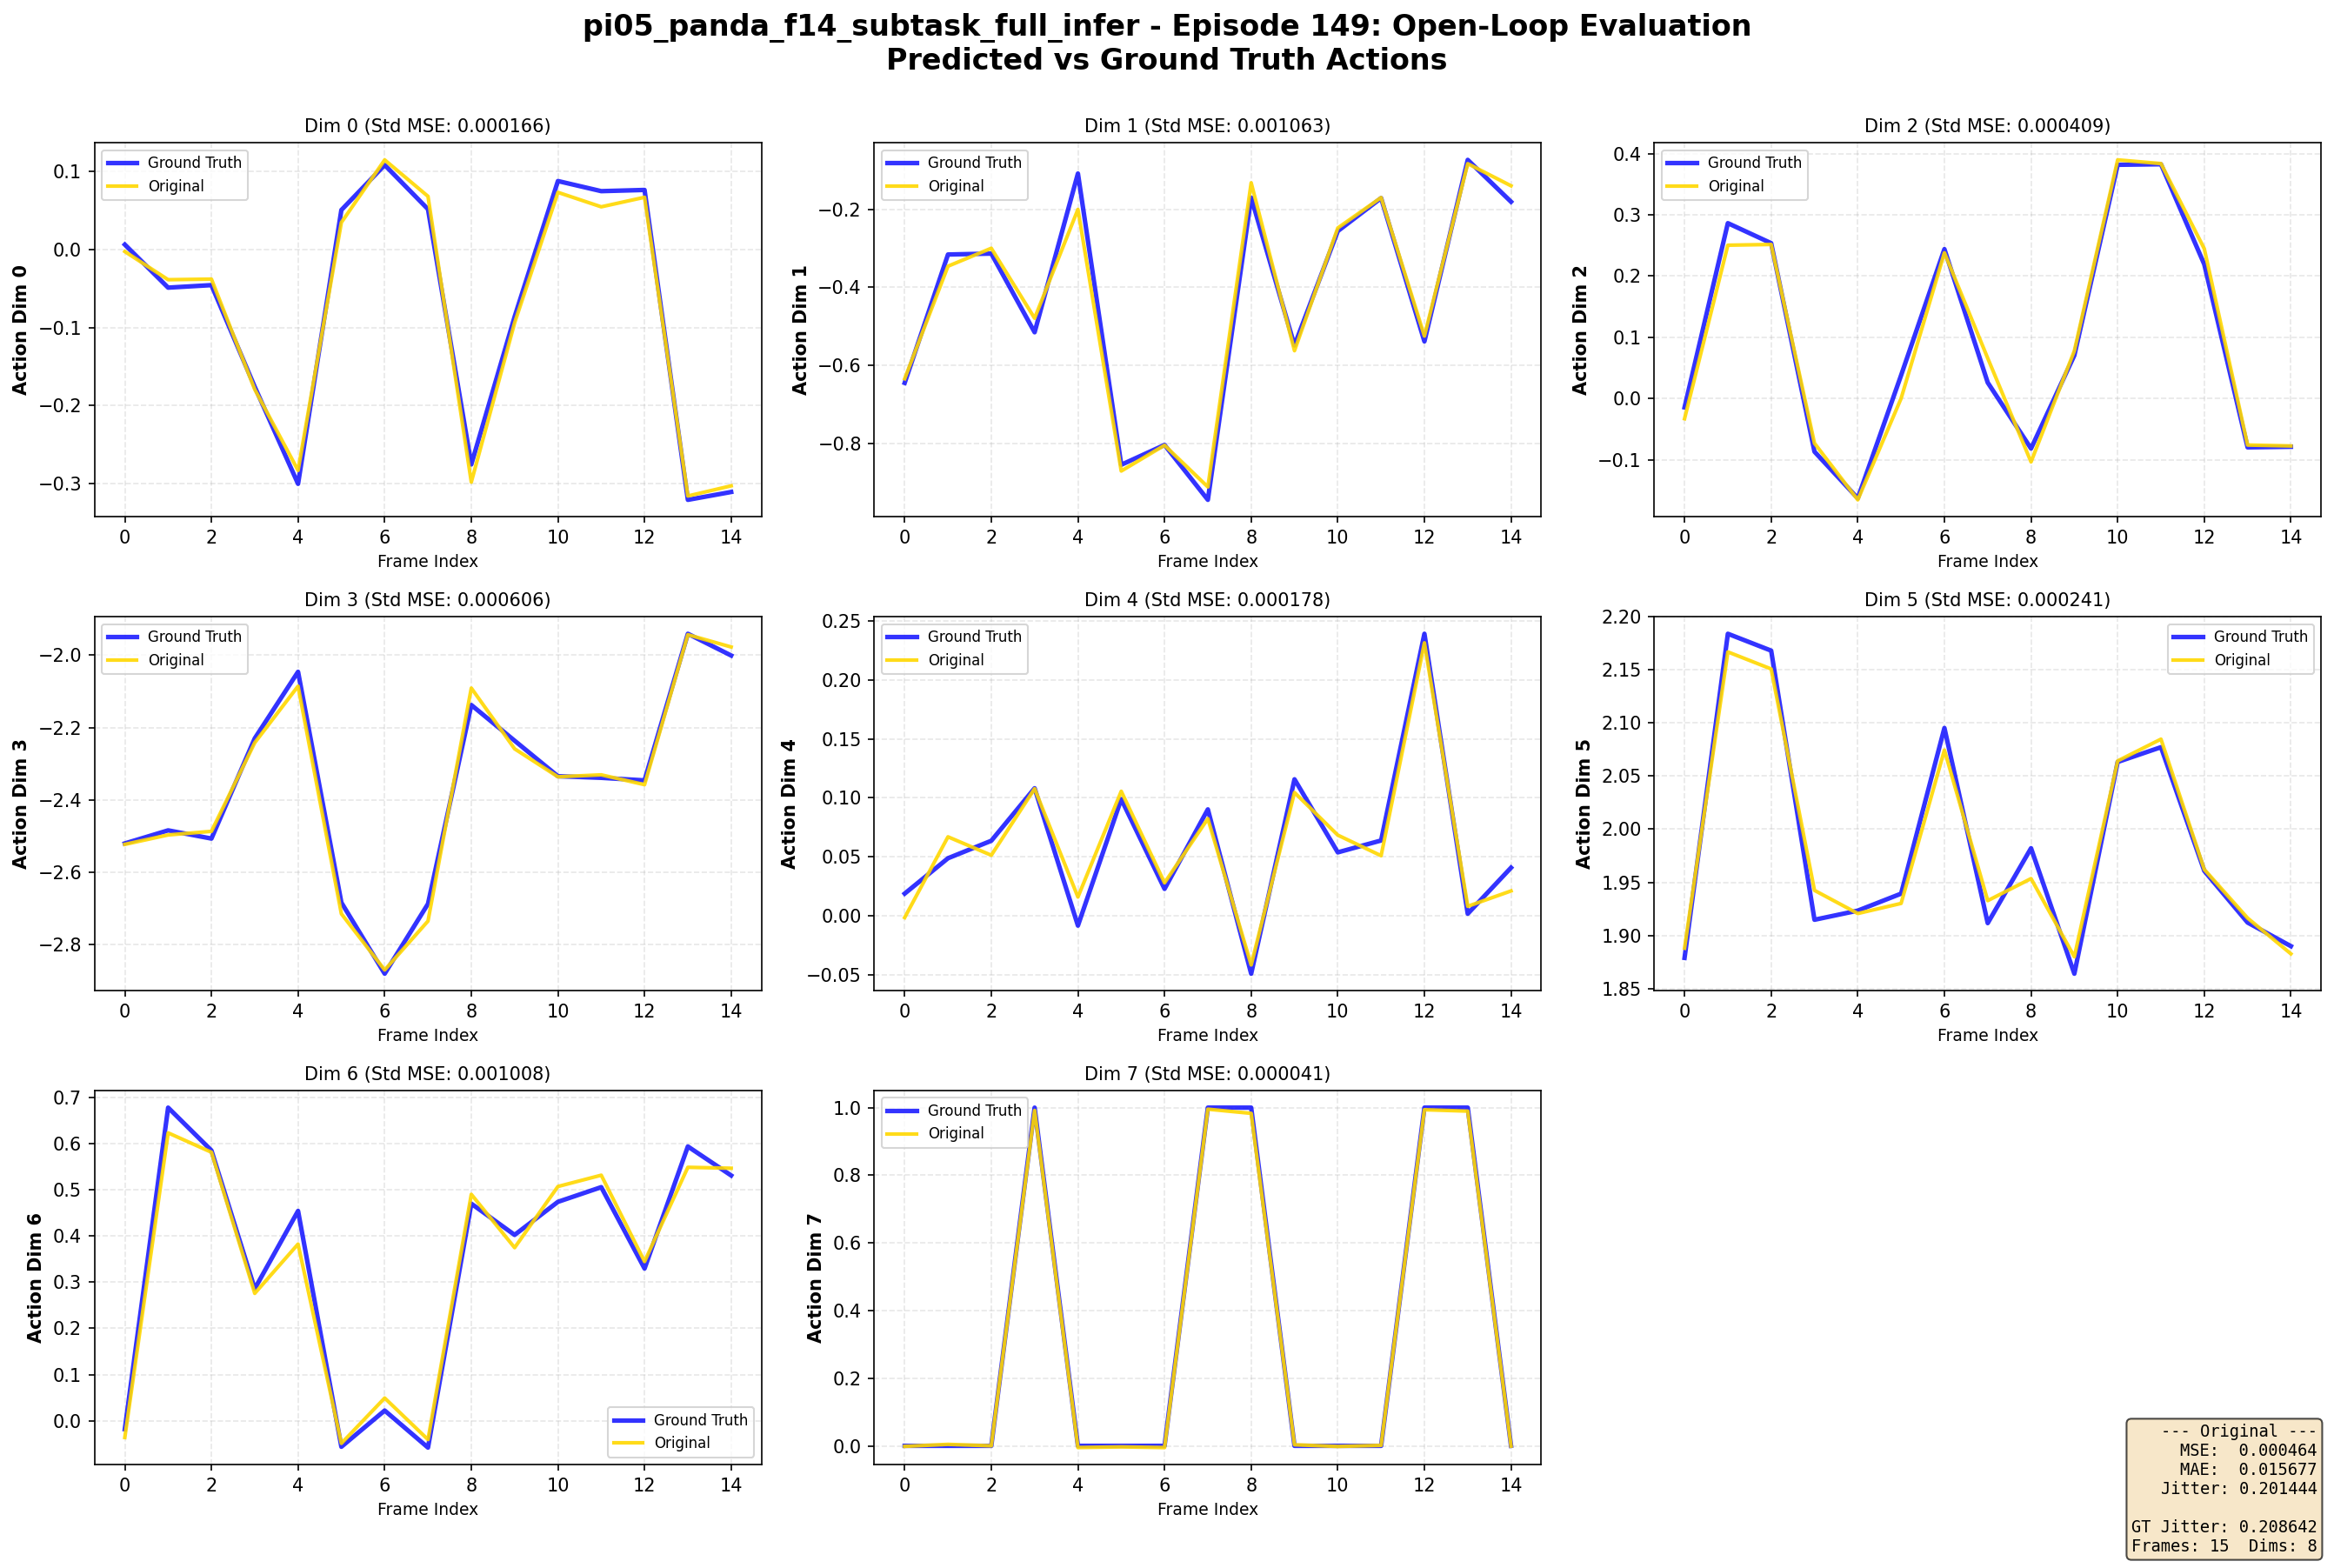 pi05_panda_f14_subtask_full_infer - Episode 149: Open-Loop Evaluation
Predicted vs Ground Truth Actions
Dim 0 (Std MSE: 0.000166)
Ground Truth
Original
0.1
0.0
−0.1
−0.2
−0.3
Action Dim 0
0 2 4 6 8 10 12 14
Frame Index
Dim 1 (Std MSE: 0.001063)
Ground Truth
Original
−0.2
−0.4
−0.6
−0.8
Action Dim 1
0 2 4 6 8 10 12 14
Frame Index
Dim 2 (Std MSE: 0.000409)
Ground Truth
Original
0.4
0.3
0.2
0.1
0.0
−0.1
Action Dim 2
0 2 4 6 8 10 12 14
Frame Index
Dim 3 (Std MSE: 0.000606)
Ground Truth
Original
−2.0
−2.2
−2.4
−2.6
−2.8
Action Dim 3
0 2 4 6 8 10 12 14
Frame Index
Dim 4 (Std MSE: 0.000178)
Ground Truth
Original
0.25
0.20
0.15
0.10
0.05
0.00
−0.05
Action Dim 4
0 2 4 6 8 10 12 14
Frame Index
Dim 5 (Std MSE: 0.000241)
Ground Truth
Original
2.20
2.15
2.10
2.05
2.00
1.95
1.90
1.85
Action Dim 5
0 2 4 6 8 10 12 14
Frame Index
Dim 6 (Std MSE: 0.001008)
Ground Truth
Original
0.7
0.6
0.5
0.4
0.3
0.2
0.1
0.0
Action Dim 6
0 2 4 6 8 10 12 14
Frame Index
Dim 7 (Std MSE: 0.000041)
Ground Truth
Original
1.0
0.8
0.6
0.4
0.2
0.0
Action Dim 7
0 2 4 6 8 10 12 14
Frame Index
--- Original ---
MSE: 0.000464
MAE: 0.015677
Jitter: 0.201444
GT Jitter: 0.208642
Frames: 15 Dims: 8